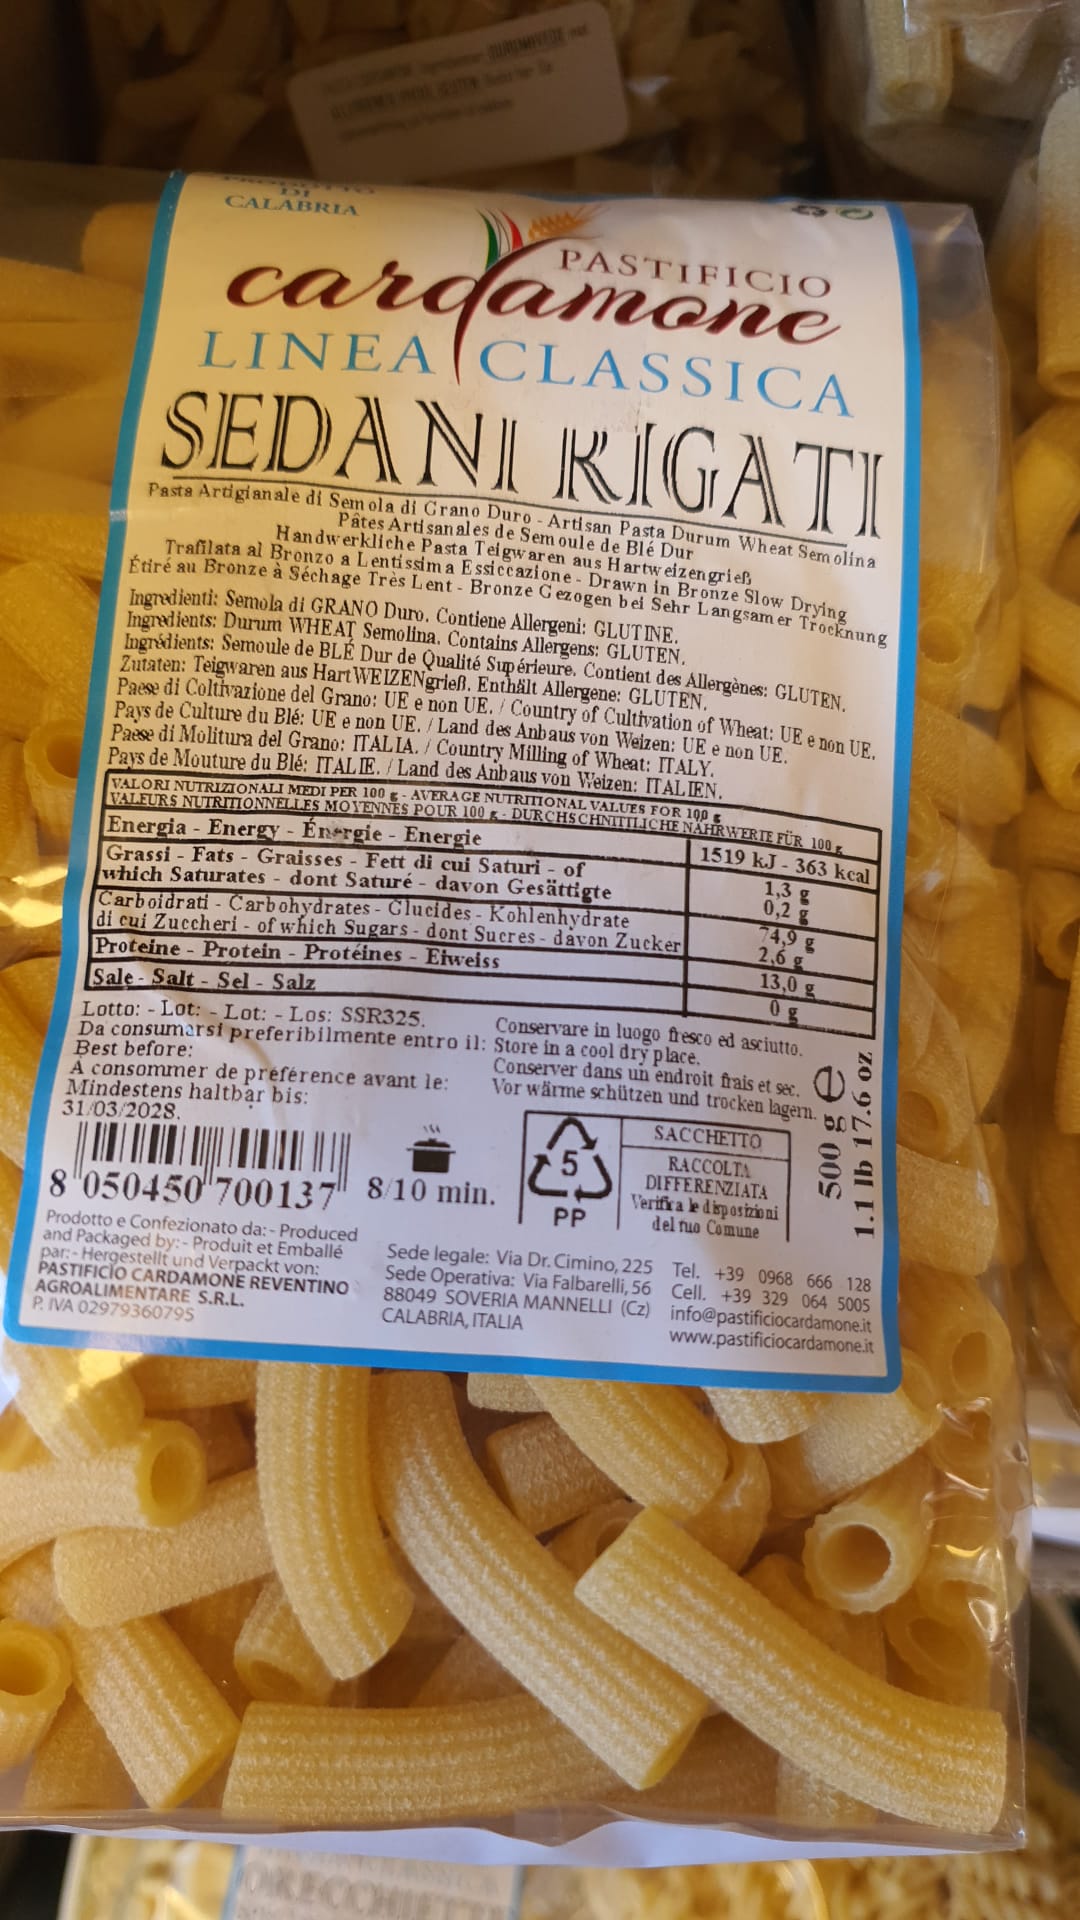 PRODOTTO
DI
CALABRIA
PASTIFICIO
cardamone
LINEA CLASSICA
SEDANI RIGATI
Pasta Artigianale di Semola di Grano Duro - Artisan Pasta Durum Wheat Semolina
Pâtes Artisanales de Semoule de Blé Dur
Handwerkliche Pasta Teigwaren aus Hartweizengrieß
Trafilata al Bronzo a Lentissima Essiccazione - Drawn in Bronze Slow Drying
Étiré au Bronze à Séchage Très Lent - Bronze Gezogen bei Sehr Langsamer Trocknung
Ingredienti: Semola di GRANO Duro. Contiene Allergeni: GLUTINE.
Ingredients: Durum WHEAT Semolina. Contains Allergens: GLUTEN.
Ingrédients: Semoule de BLÉ Dur de Qualité Supérieure. Contient des Allergènes: GLUTEN.
Zutaten: Teigwaren aus HartWEIZENgrieß. Enthält Allergene: GLUTEN.
Paese di Coltivazione del Grano: UE e non UE. / Country of Cultivation of Wheat: UE e non UE.
Pays de Culture du Blé: UE e non UE. / Land des Anbaus von Weizen: UE e non UE.
Paese di Molitura del Grano: ITALIA. / Country Milling of Wheat: ITALY.
Pays de Mouture du Blé: ITALIE. / Land des Anbaus von Weizen: ITALIEN.
VALORI NUTRIZIONALI MEDI PER 100 g - AVERAGE NUTRITIONAL VALUES FOR 100 g
VALEURS NUTRITIONNELLES MOYENNES POUR 100 g - DURCHSCHNITTLICHE NÄHRWERTE FÜR 100 g
Energia - Energy - Énergie - Energie 1519 kJ - 363 kcal
Grassi - Fats - Graisses - Fett di cui Saturi - of 1,3 g
which Saturates - dont Saturé - davon Gesättigte 0,2 g
Carboidrati - Carbohydrates - Glucides - Kohlenhydrate 74,9 g
di cui Zuccheri - of which Sugars - dont Sucres - davon Zucker 2,6 g
Proteine - Protein - Protéines - Eiweiss 13,0 g
Sale - Salt - Sel - Salz 0 g
Lotto: - Lot: - Lot: - Los: SSR325.
Da consumarsi preferibilmente entro il:
Best before:
À consommer de préférence avant le:
Mindestens haltbar bis:
31/03/2028.
Conservare in luogo fresco ed asciutto.
Store in a cool dry place.
Conserver dans un endroit frais et sec.
Vor wärme schützen und trocken lagern.
500 g e
1.1 lb 17.6 oz
8 050450 700137
8/10 min.
5
PP
SACCHETTO
RACCOLTA
DIFFERENZIATA
Verifica le disposizioni
del tuo Comune
Prodotto e Confezionato da: - Produced
and Packaged by: - Produit et Emballé
par: - Hergestellt und Verpackt von:
PASTIFICIO CARDAMONE REVENTINO
AGROALIMENTARE S.R.L.
P. IVA 02979360795
Sede legale: Via Dr. Cimino, 225
Sede Operativa: Via Falbarelli, 56
88049 SOVERIA MANNELLI (Cz)
CALABRIA, ITALIA
Tel. +39 0968 666 128
Cell. +39 329 064 5005
info@pastificiocardamone.it
www.pastificiocardamone.it